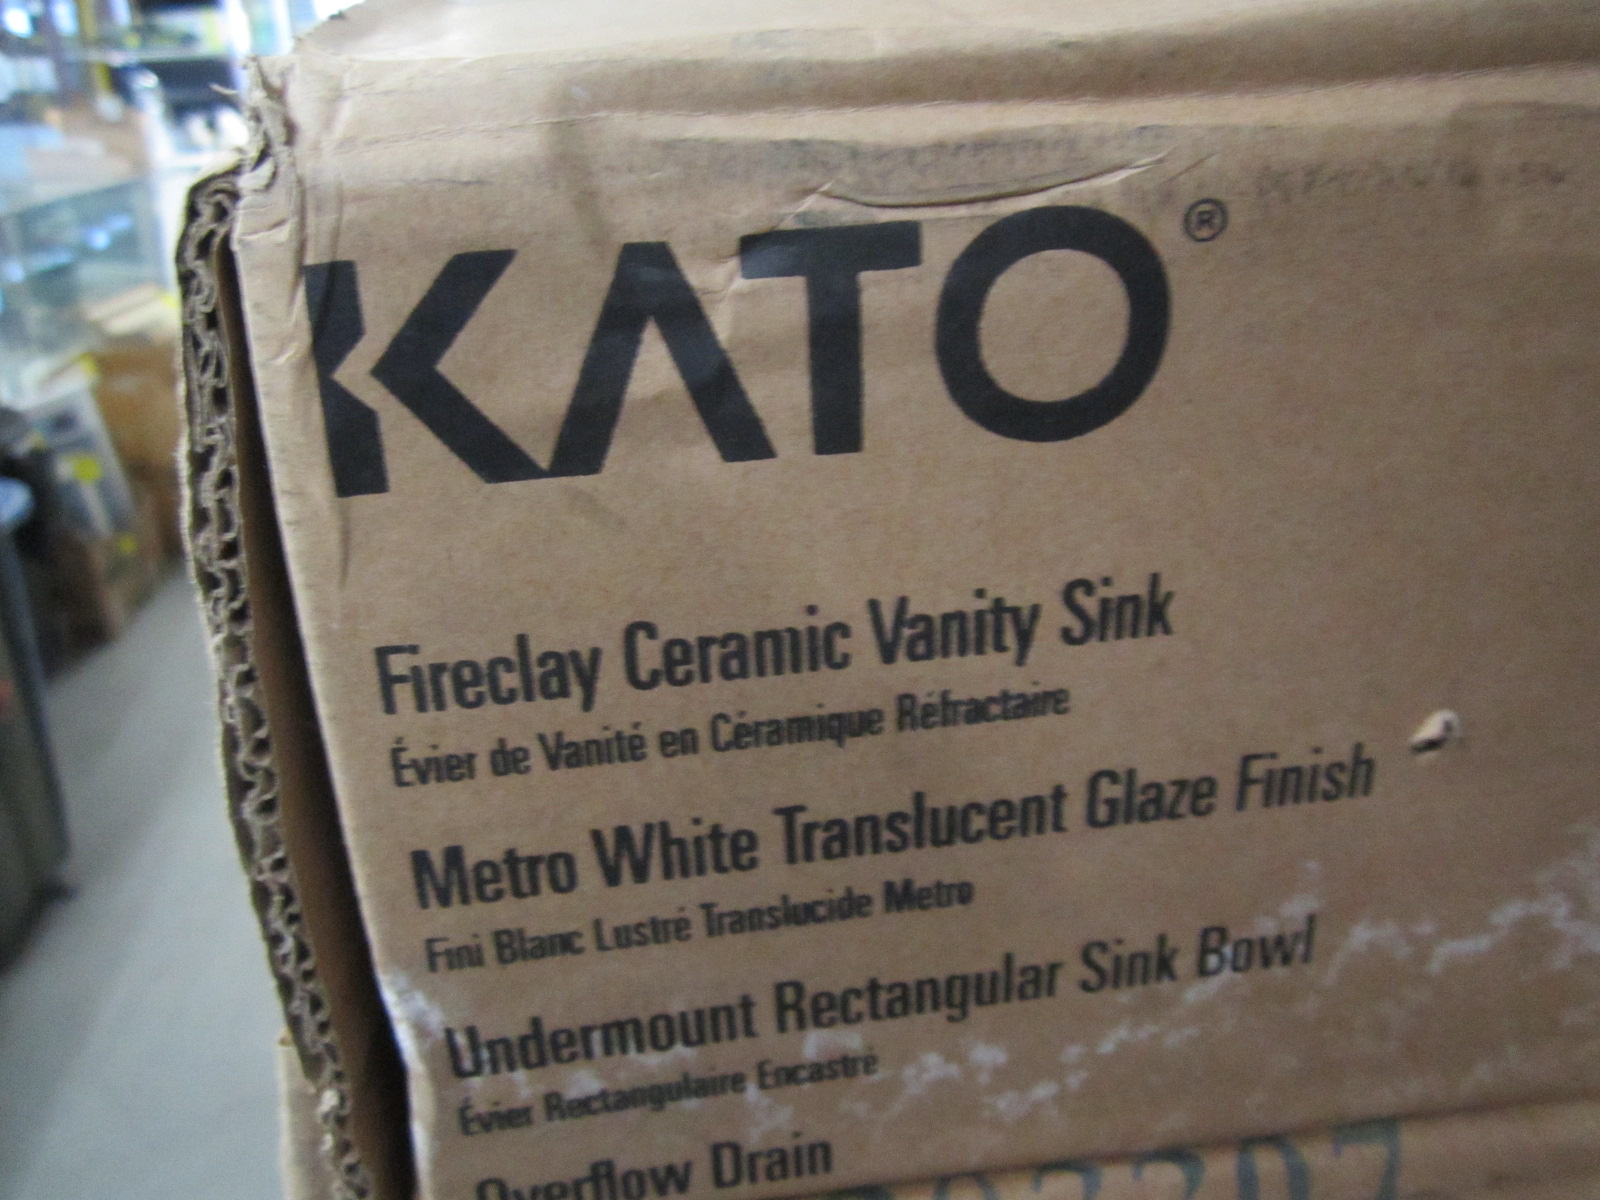 KATO®
Fireclay Ceramic Vanity Sink
Évier de Vanité en Céramique Réfractaire
Metro White Translucent Glaze Finish
Fini Blanc Lustré Translucide Metro
Undermount Rectangular Sink Bowl
Évier Rectangulaire Encastré
Overflow Drain